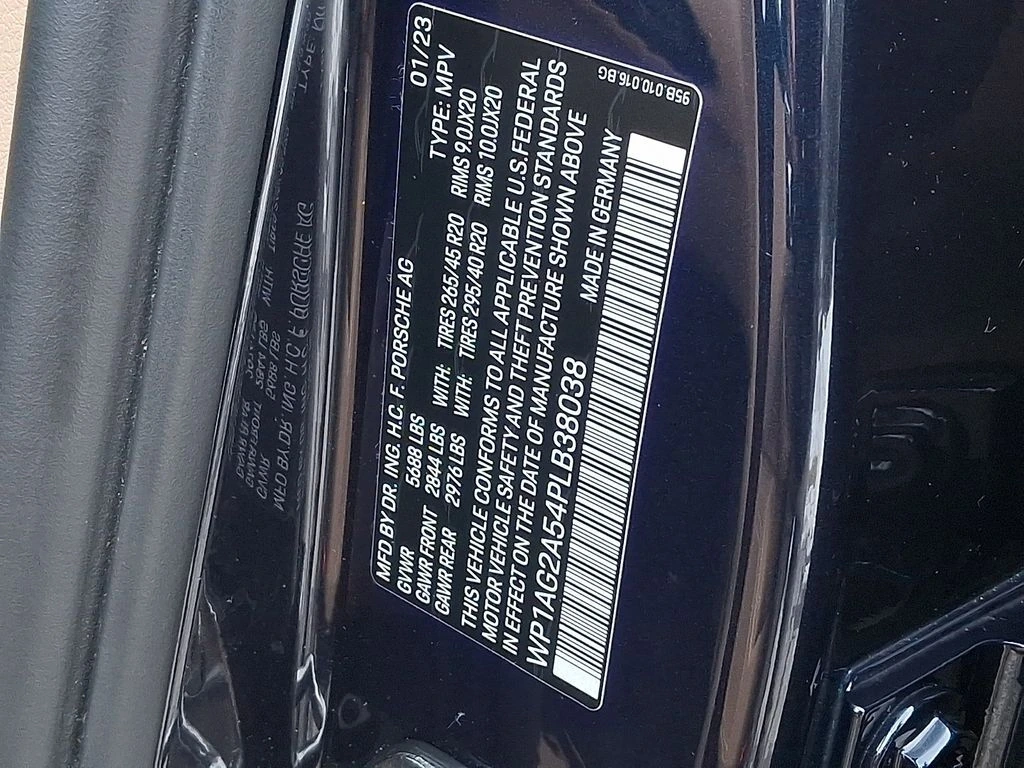 MFD BY DR. ING. H.C. F. PORSCHE AG 01/23
GVWR 5688 LBS TYPE: MPV
GAWR FRONT 2844 LBS WITH: TIRES 265/45 R20 RIMS 9.0JX20
GAWR REAR 2976 LBS WITH: TIRES 295/40 R20 RIMS 10.0JX20
THIS VEHICLE CONFORMS TO ALL APPLICABLE U.S. FEDERAL
MOTOR VEHICLE SAFETY AND THEFT PREVENTION STANDARDS
IN EFFECT ON THE DATE OF MANUFACTURE SHOWN ABOVE
WP1AG2A54PLB38038 MADE IN GERMANY
95B.010.016.BG